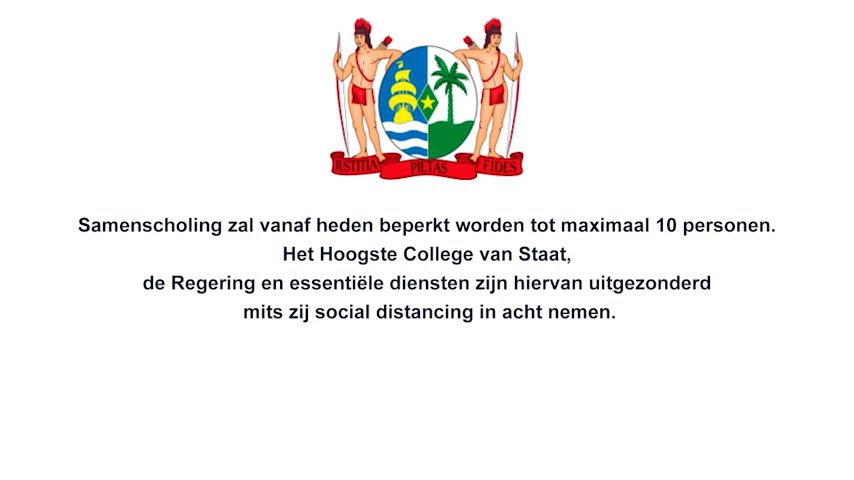 JUSTITIA PIETAS FIDES
Samenscholing zal vanaf heden beperkt worden tot maximaal 10 personen.
Het Hoogste College van Staat,
de Regering en essentiële diensten zijn hiervan uitgezonderd
mits zij social distancing in acht nemen.